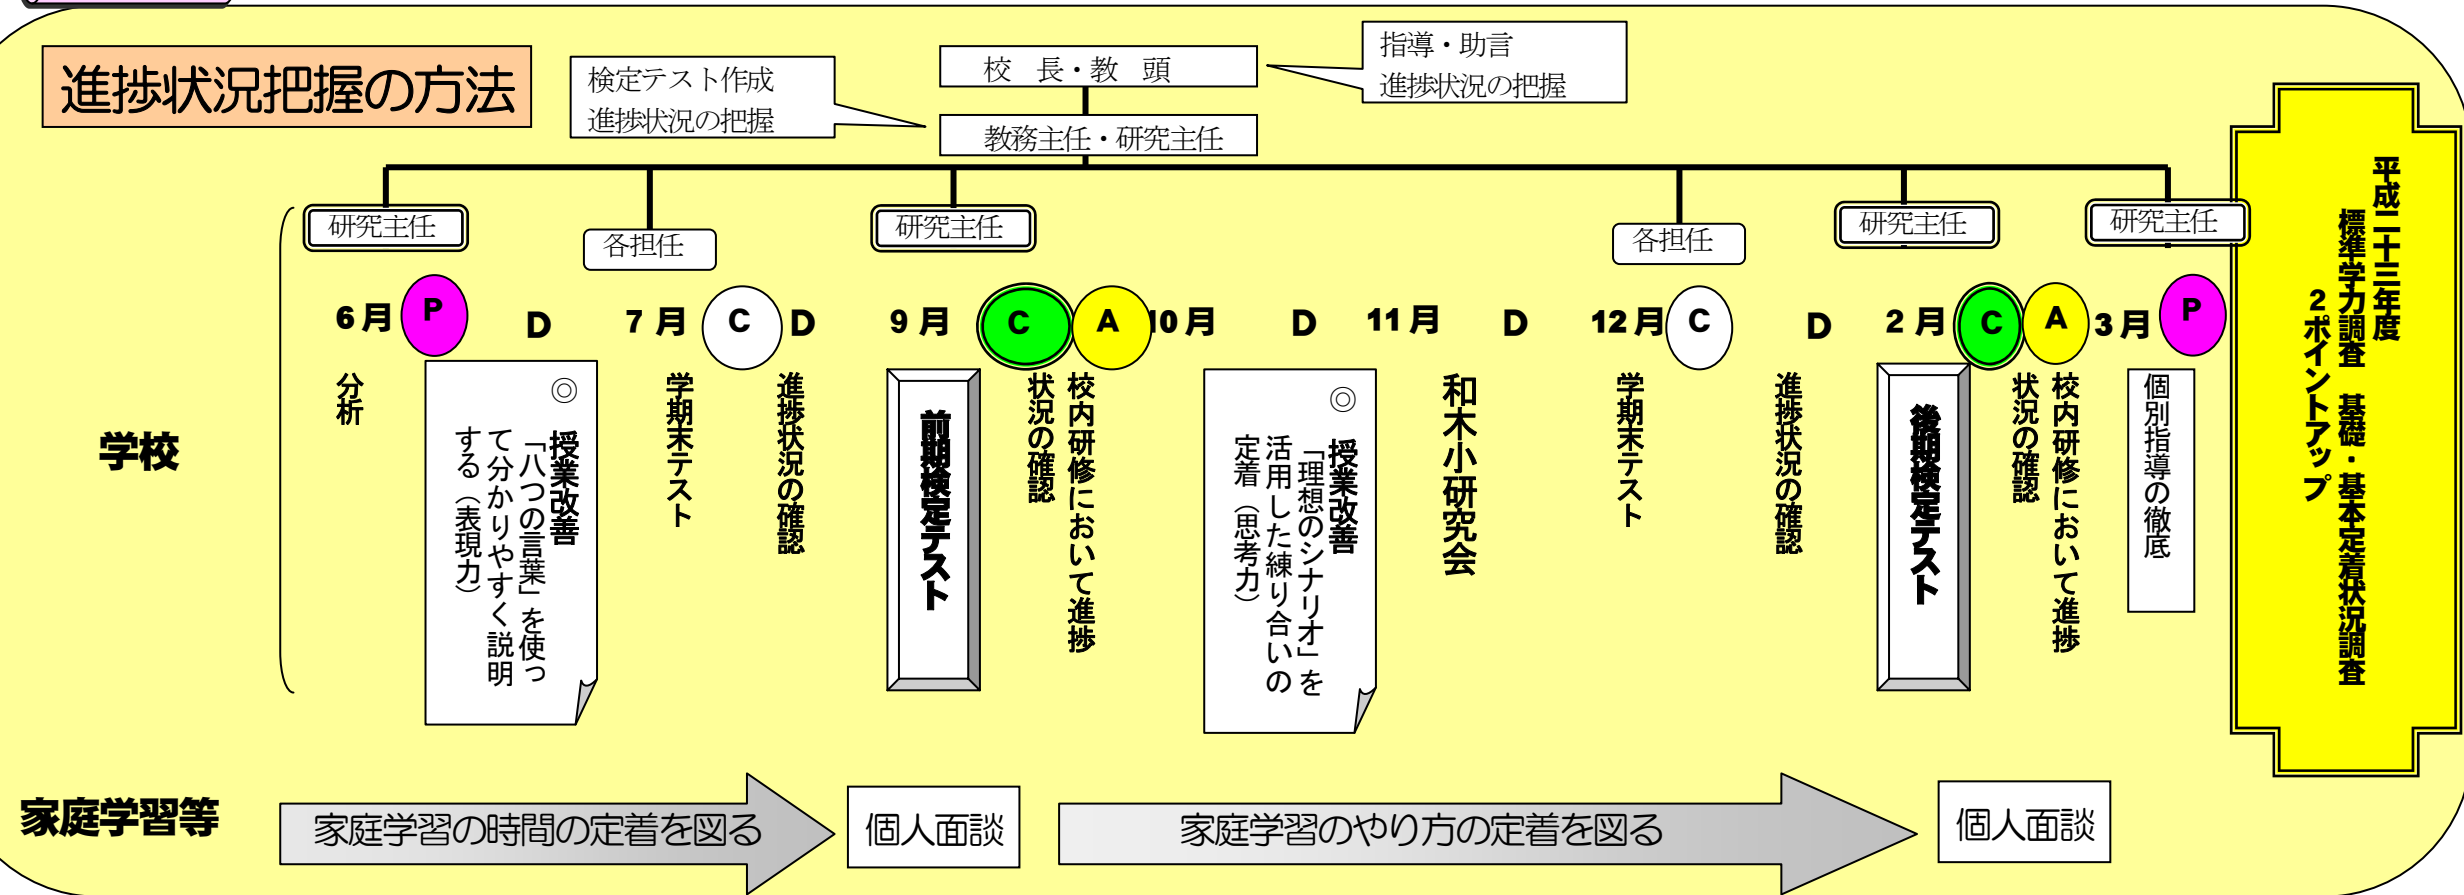 進捗状況把握の方法
検定テスト作成
進捗状況の把握
校　長・教　頭
教務主任・研究主任
指導・助言
進捗状況の把握
研究主任
各担任
研究主任
各担任
研究主任
研究主任
6月
P
D
7月
C
D
9月
C
A
10月
D
11月
D
12月
C
D
2月
C
A
3月
P
学校
分析
◎
授業改善
「八つの言葉」を使っ
て分かりやすく説明
する（表現力）
学期末テスト
進捗状況の確認
前期検定テスト
校内研修において進捗
状況の確認
◎
授業改善
「理想のシナリオ」を
活用した練り合いの
定着（思考力）
和木小研究会
学期末テスト
進捗状況の確認
後期検定テスト
校内研修において進捗
状況の確認
個別指導の徹底
平成二十三年度
標準学力調査　基礎・基本定着状況調査
２ポイントアップ
家庭学習等
家庭学習の時間の定着を図る
個人面談
家庭学習のやり方の定着を図る
個人面談